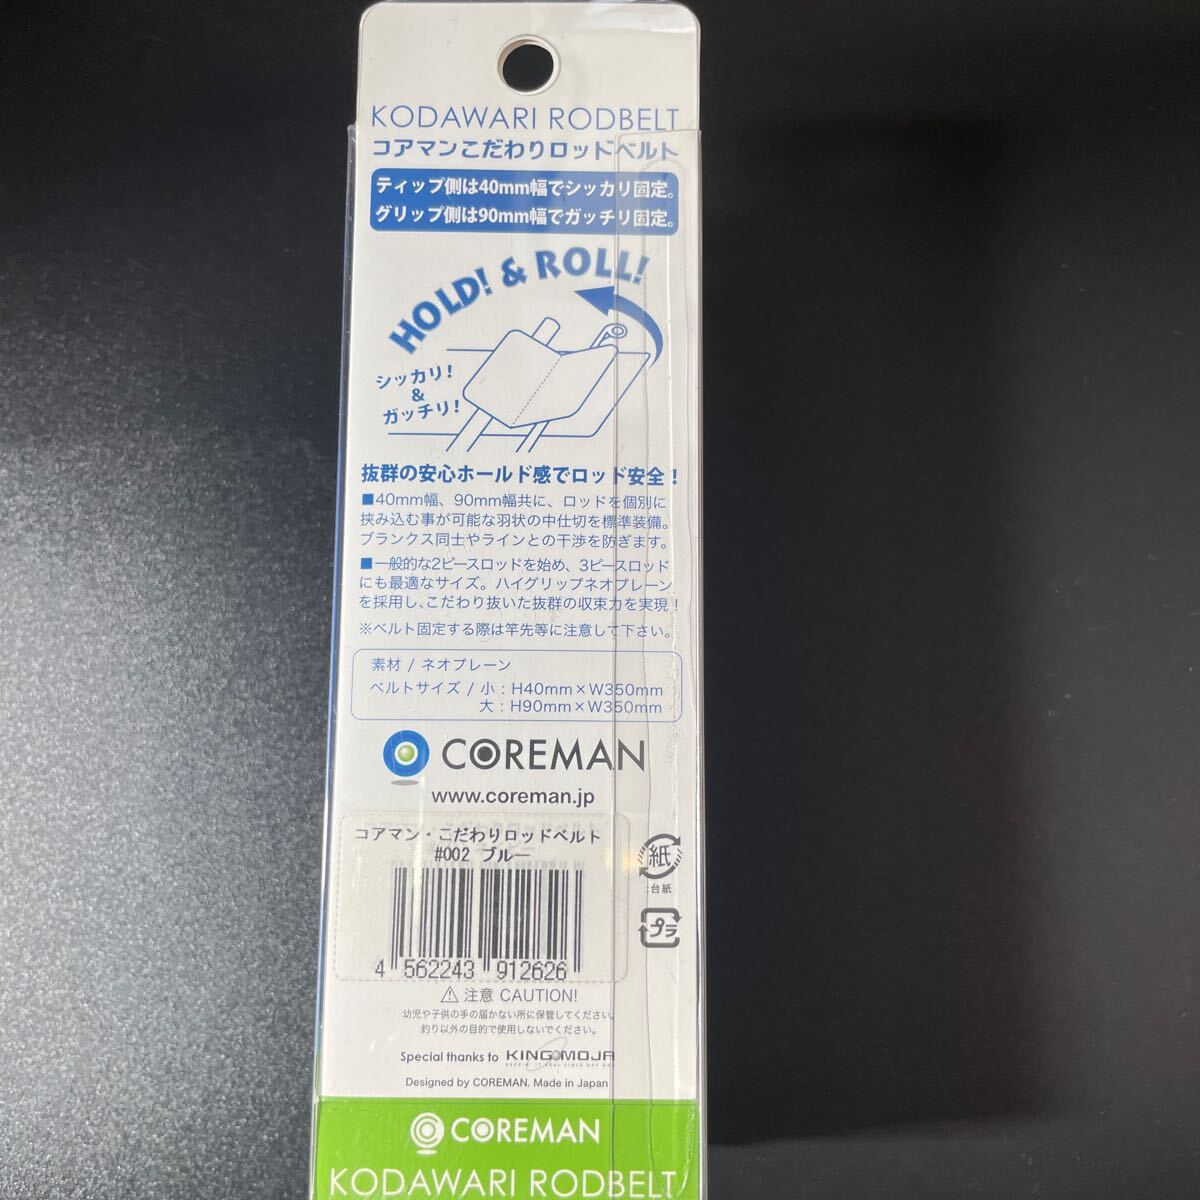 KODAWARI RODBELT
コアマンこだわりロッドベルト
ティップ側は40mm幅でシッカリ固定。
グリップ側は90mm幅でガッチリ固定。
HOLD! & ROLL!
シッカリ!
&
ガッチリ!
抜群の安心ホールド感でロッド安全!
■40mm幅、90mm幅共に、ロッドを個別に
挟み込む事が可能な羽状の中仕切を標準装備。
ブランクス同士やラインとの干渉を防ぎます。
■一般的な2ピースロッドを始め、3ピースロッド
にも最適なサイズ。ハイグリップネオプレーン
を採用し、こだわり抜いた抜群の収束力を実現!
※ベルト固定する際は竿先等に注意して下さい。
素材 / ネオプレーン
ベルトサイズ / 小 : H40mm×W350mm
大 : H90mm×W350mm
COREMAN
www.coreman.jp
コアマン・こだわりロッドベルト
#002 ブルー
4 562243 912626
紙
:台紙
プラ
⚠ 注意 CAUTION!
幼児や子供の手の届かない所に保管してください。
釣り以外の目的で使用しないでください。
Special thanks to KING MOJA
Designed by COREMAN. Made in Japan
COREMAN
KODAWARI RODBELT